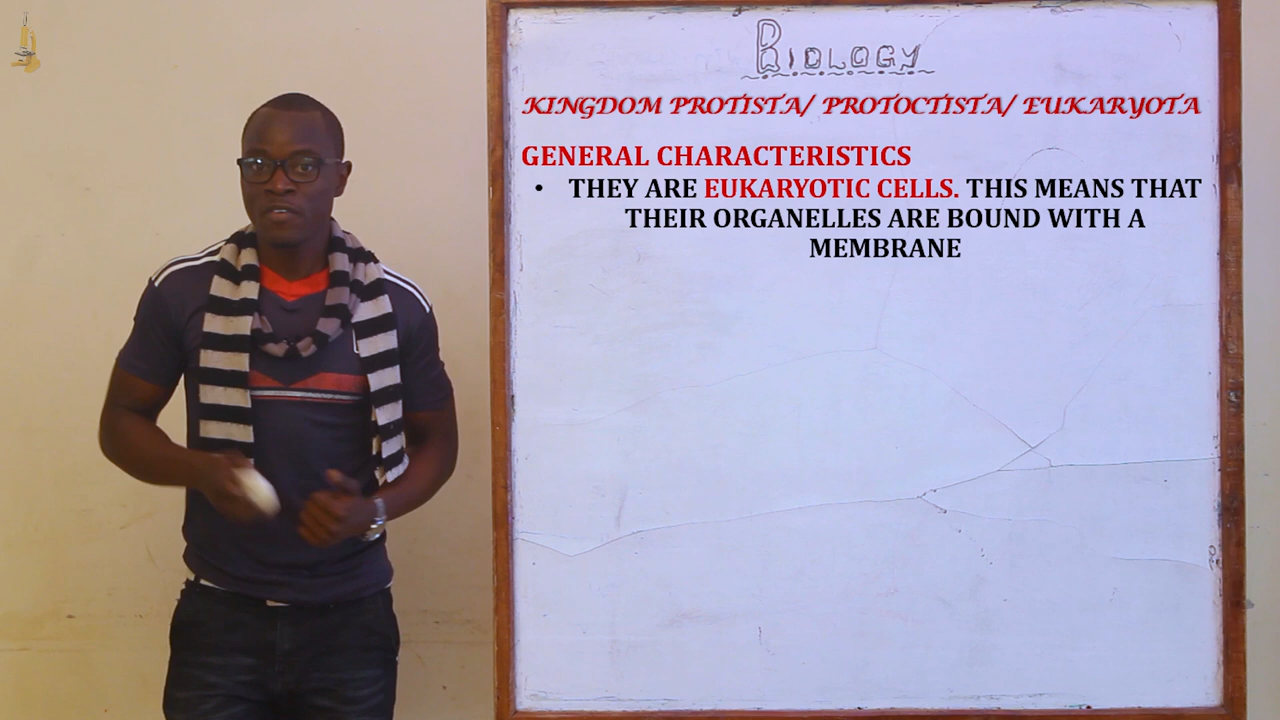 BIOLOGY
KINGDOM PROTISTA/ PROTOCTISTA/ EUKARYOTA
GENERAL CHARACTERISTICS
• THEY ARE EUKARYOTIC CELLS. THIS MEANS THAT
THEIR ORGANELLES ARE BOUND WITH A
MEMBRANE